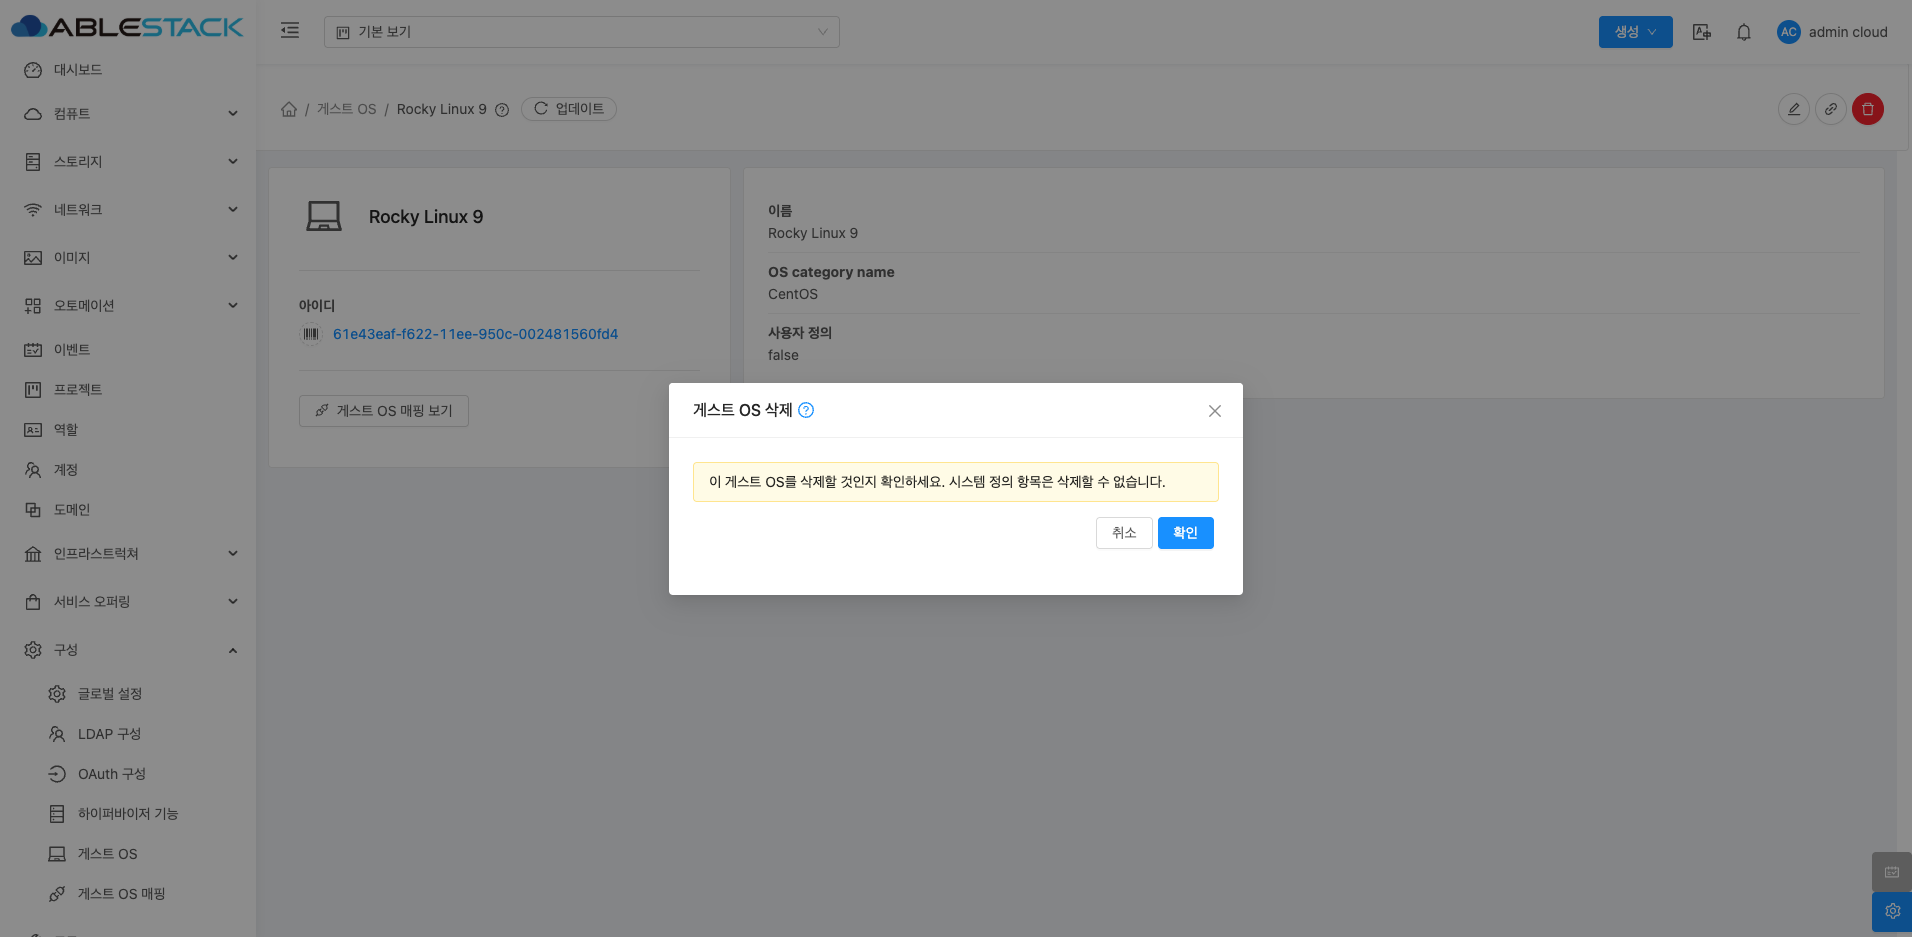 ABLESTACK
기본 보기
생성
AC
admin cloud
대시보드
컴퓨트
스토리지
네트워크
이미지
오토메이션
이벤트
프로젝트
역할
계정
도메인
인프라스트럭쳐
서비스 오퍼링
구성
글로벌 설정
LDAP 구성
OAuth 구성
하이퍼바이저 기능
게스트 OS
게스트 OS 매핑
/ 게스트 OS / Rocky Linux 9
업데이트
Rocky Linux 9
아이디
61e43eaf-f622-11ee-950c-002481560fd4
게스트 OS 매핑 보기
이름
Rocky Linux 9
OS category name
CentOS
사용자 정의
false
게스트 OS 삭제
이 게스트 OS를 삭제할 것인지 확인하세요. 시스템 정의 항목은 삭제할 수 없습니다.
취소
확인